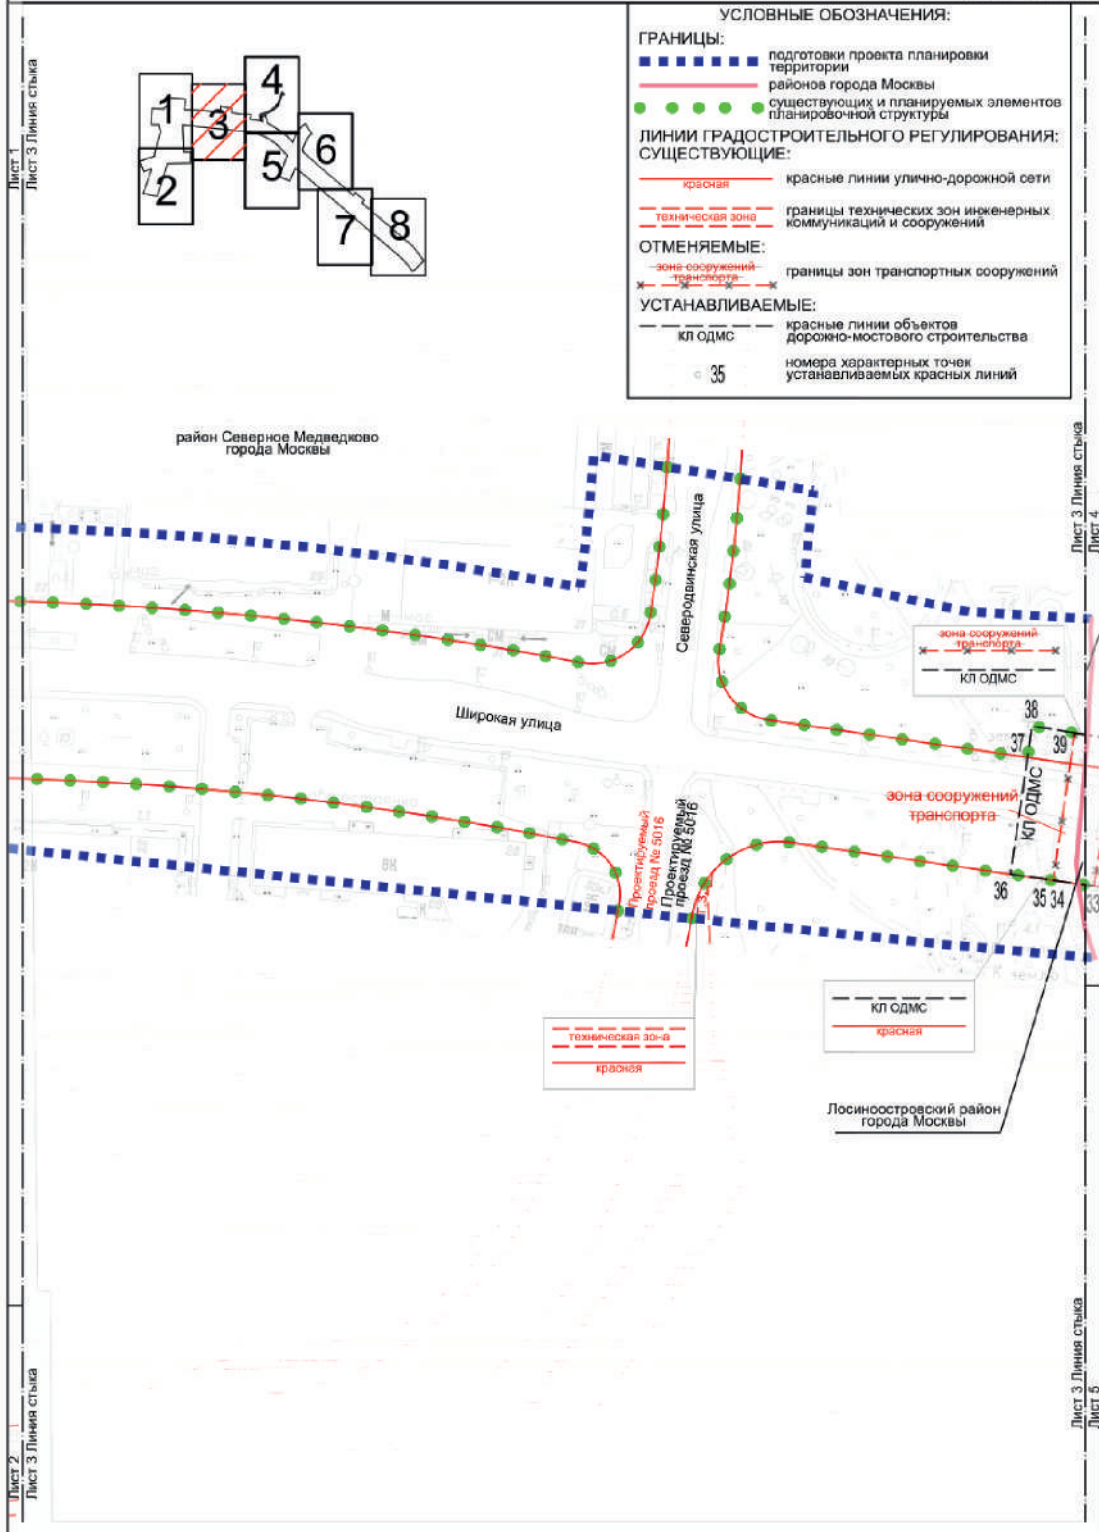 УСЛОВНЫЕ ОБОЗНАЧЕНИЯ:
ГРАНИЦЫ:
подготовки проекта планировки
территории
районов города Москвы
существующих и планируемых элементов
планировочной структуры
ЛИНИИ ГРАДОСТРОИТЕЛЬНОГО РЕГУЛИРОВАНИЯ:
СУЩЕСТВУЮЩИЕ:
красная
красные линии улично-дорожной сети
техническая зона
границы технических зон инженерных
коммуникаций и сооружений
ОТМЕНЯЕМЫЕ:
зона сооружений
транспорта
границы зон транспортных сооружений
УСТАНАВЛИВАЕМЫЕ:
КЛ ОДМС
красные линии объектов
дорожно-мостового строительства
35
номера характерных точек
устанавливаемых красных линий
1
2
3
4
5
6
7
8
Лист 1
Лист 3 Линия стыка
район Северное Медведково
города Москвы
Лист 3 Линия стыка
Лист 4
Северодвинская улица
Широкая улица
зона сооружений
транспорта
КЛ ОДМС
38
37
39
КЛ ОДМС
зона сооружений
транспорта
36
35
34
33
Проектируемый
проезд № 5016
Проектируемый
проезд № 5016
техническая зона
красная
КЛ ОДМС
красная
Лосиноостровский район
города Москвы
Лист 2
Лист 3 Линия стыка
Лист 3 Линия стыка
Лист 5